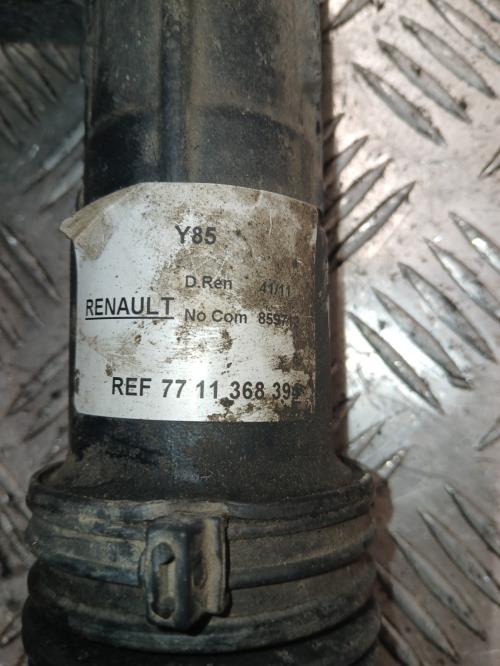 Y85
D.Ren 41/11
RENAULT
No Com
REF 77 11 368